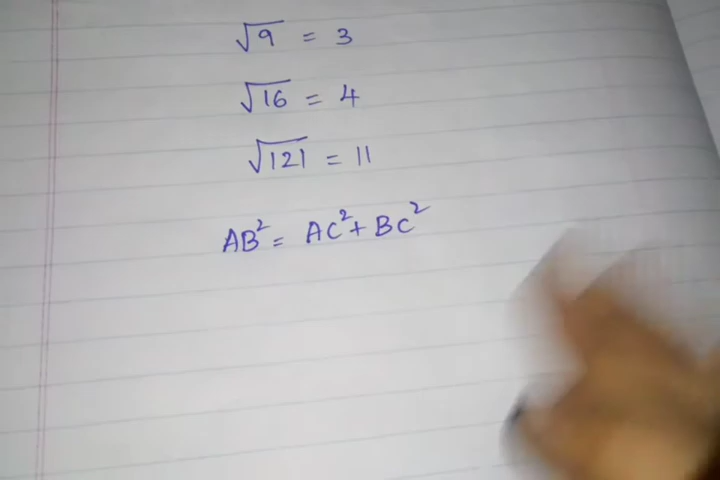 √9 = 3
√16 = 4
√121 = 11
AB² = AC² + BC²